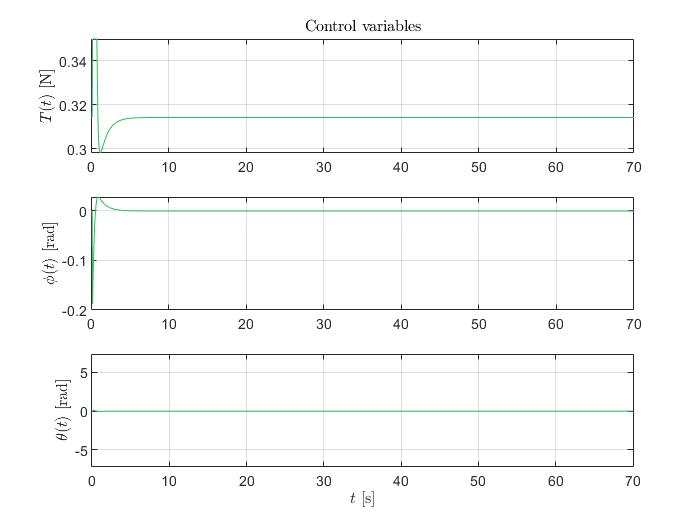 Control variables
T(t) [N]
0.34
0.32
0.3
0 10 20 30 40 50 60 70
ϕ(t) [rad]
0
-0.1
-0.2
0 10 20 30 40 50 60 70
θ(t) [rad]
5
0
-5
0 10 20 30 40 50 60 70
t [s]